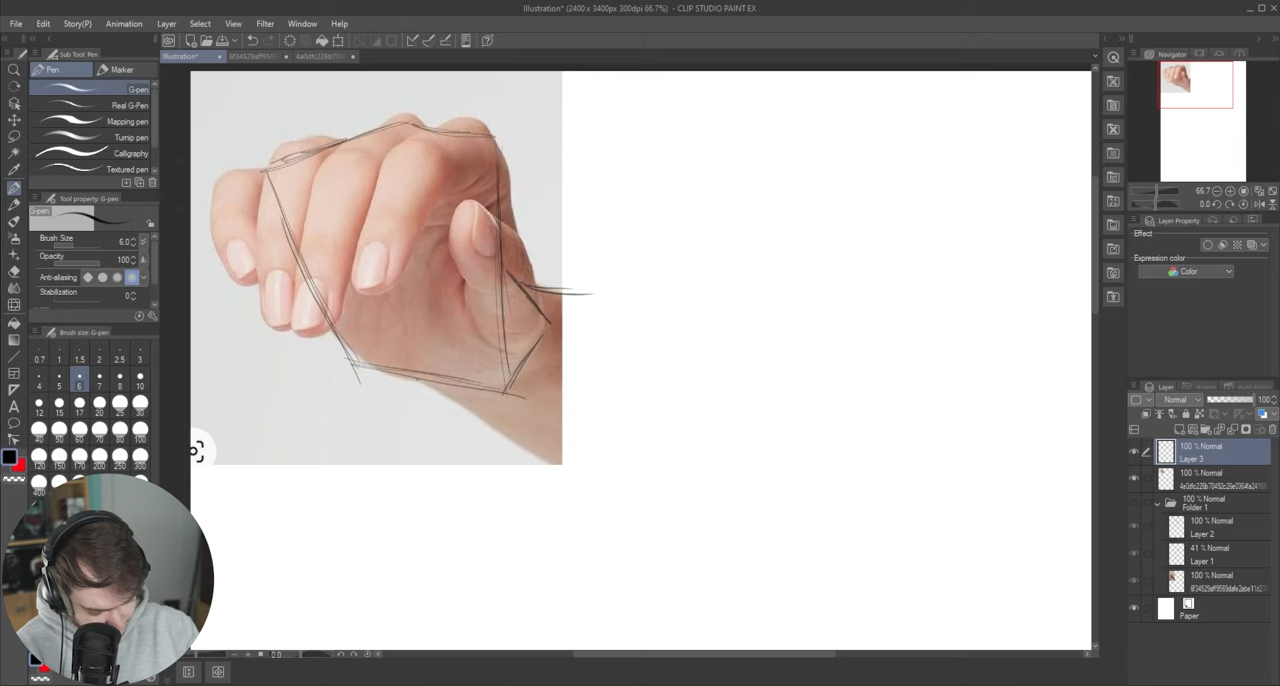 Illustration* (2400 x 3400px 300dpi 66.7%) - CLIP STUDIO PAINT EX
File Edit Story(P) Animation Layer Select View Filter Window Help
Sub Tool: Pen
Illustration*
Pen Marker
G-pen
Real G-Pen
Mapping pen
Turnip pen
Calligraphy
Textured pen
Tool property: G-pen
G-pen
Brush Size 6.0
Opacity 100
Anti-aliasing
Stabilization 0
Brush size: G-pen
0.7 1 1.5 2 2.5 3
4 5 6 7 8 10
12 15 17 20 25 30
40 50 60 70 80 100
120 150 170 200 250 300
400
Navigator
66.7
0.0
Layer Property
Effect
Expression color
Color
Layer
Normal 100
100 % Normal
Layer 3
100 % Normal
100 % Normal
Folder 1
100 % Normal
Layer 2
41 % Normal
Layer 1
100 % Normal
Paper